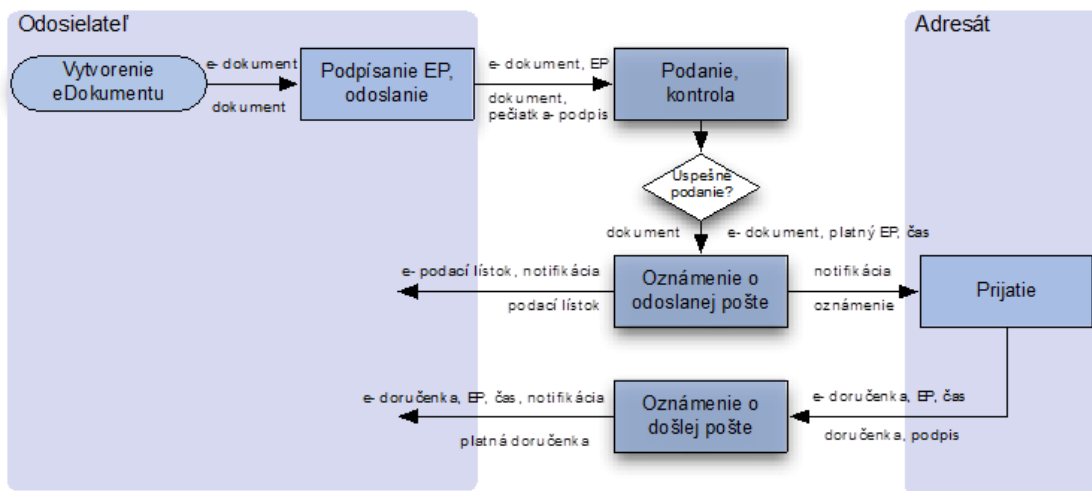 Odosielateľ
Adresát
Vytvorenie
eDokumentu
e- dokument
dokument
Podpísanie EP,
odoslanie
e- dokument, EP
dokument,
pečiatka- podpis
Podanie,
kontrola
Uspešné
podanie?
dokument
e- dokument, platný EP, čas
e- podací lístok, notifikácia
podací lístok
Oznámenie o
odoslanej pošte
notifikácia
oznámenie
Prijatie
e- doručenka, EP, čas, notifikácia
platná doručenka
Oznámenie o
došlej pošte
e- doručenka, EP, čas
doručenka, podpis